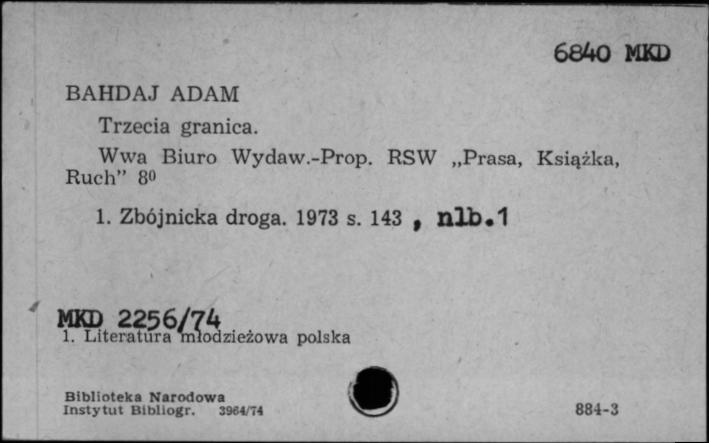 6840 MKD
BAHDAJ ADAM
Trzecia granica.
Wwa Biuro Wydaw.-Prop. RSW „Prasa, Książka,
Ruch” 8⁰
1. Zbójnicka droga. 1973 s. 143 , nlb.1
MKD 2256/74
1. Literatura młodzieżowa polska
Biblioteka Narodowa
Instytut Bibliogr. 3964/74
884-3